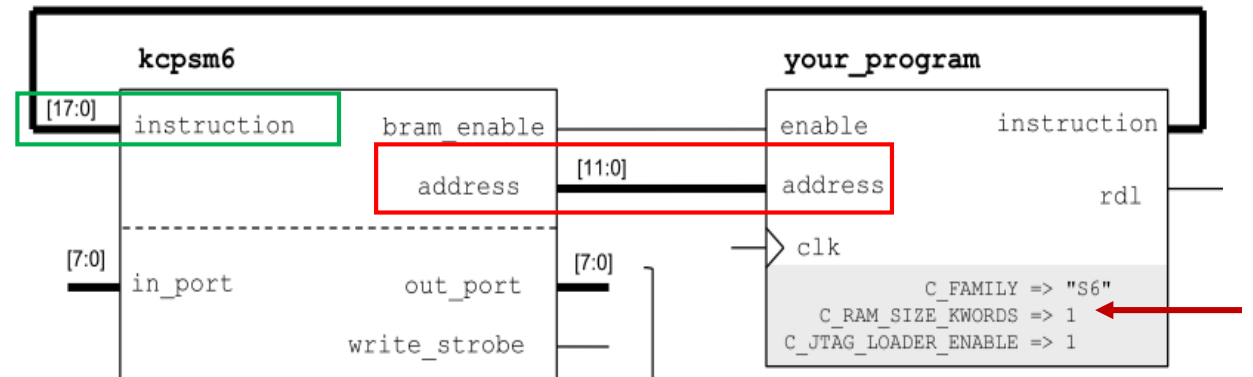 kcpsm6
your_program
[17:0]
instruction
bram_enable
enable
instruction
address
[11:0]
address
rdl
clk
[7:0]
in_port
out_port
[7:0]
C_FAMILY => "S6"
C_RAM_SIZE_KWORDS => 1
write_strobe
C_JTAG_LOADER_ENABLE => 1